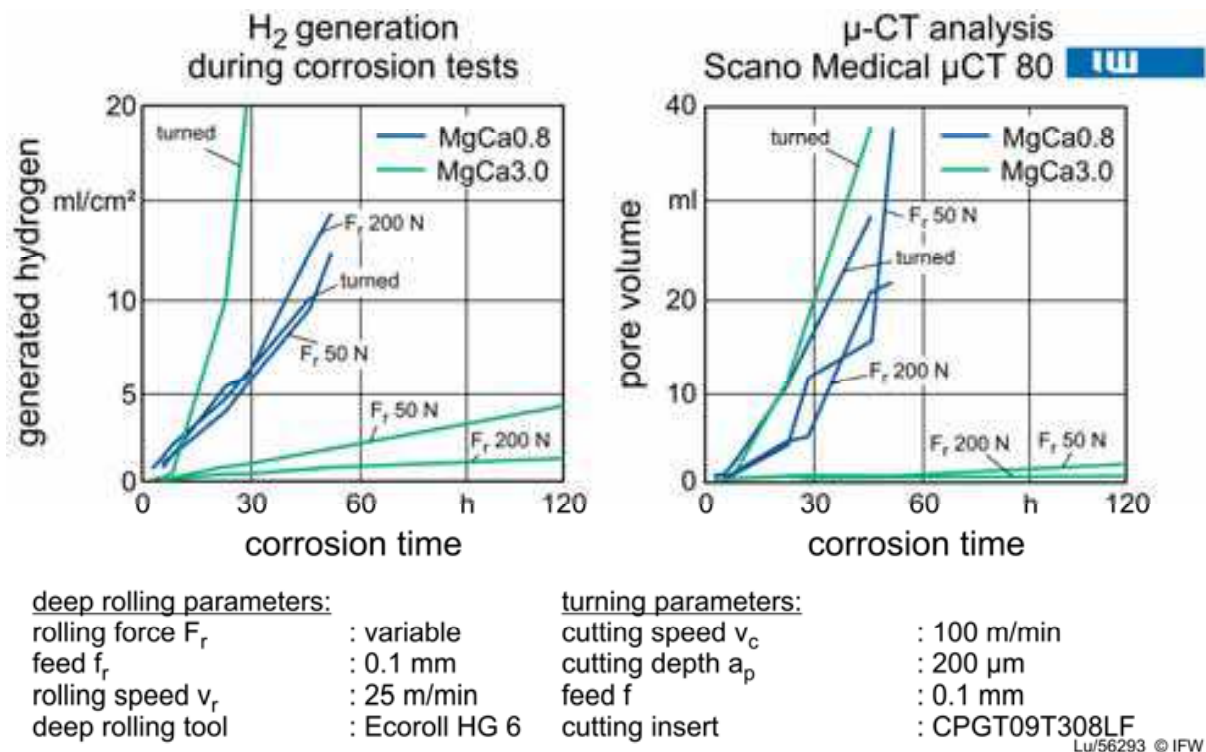 H2 generation
during corrosion tests
20
ml/cm²
10
5
0
generated hydrogen
turned
MgCa0.8
MgCa3.0
Fr 200 N
turned
Fr 50 N
Fr 50 N
Fr 200 N
0 30 60 h 120
corrosion time
µ-CT analysis
Scano Medical µCT 80
40
ml
20
10
0
pore volume
turned
MgCa0.8
MgCa3.0
Fr 50 N
turned
Fr 200 N
Fr 200 N
Fr 50 N
0 30 60 h 120
corrosion time
deep rolling parameters:
rolling force Fr : variable
feed fr : 0.1 mm
rolling speed vr : 25 m/min
deep rolling tool : Ecoroll HG 6
turning parameters:
cutting speed vc : 100 m/min
cutting depth ap : 200 µm
feed f : 0.1 mm
cutting insert : CPGT09T308LF
Lu/56293 © IFW